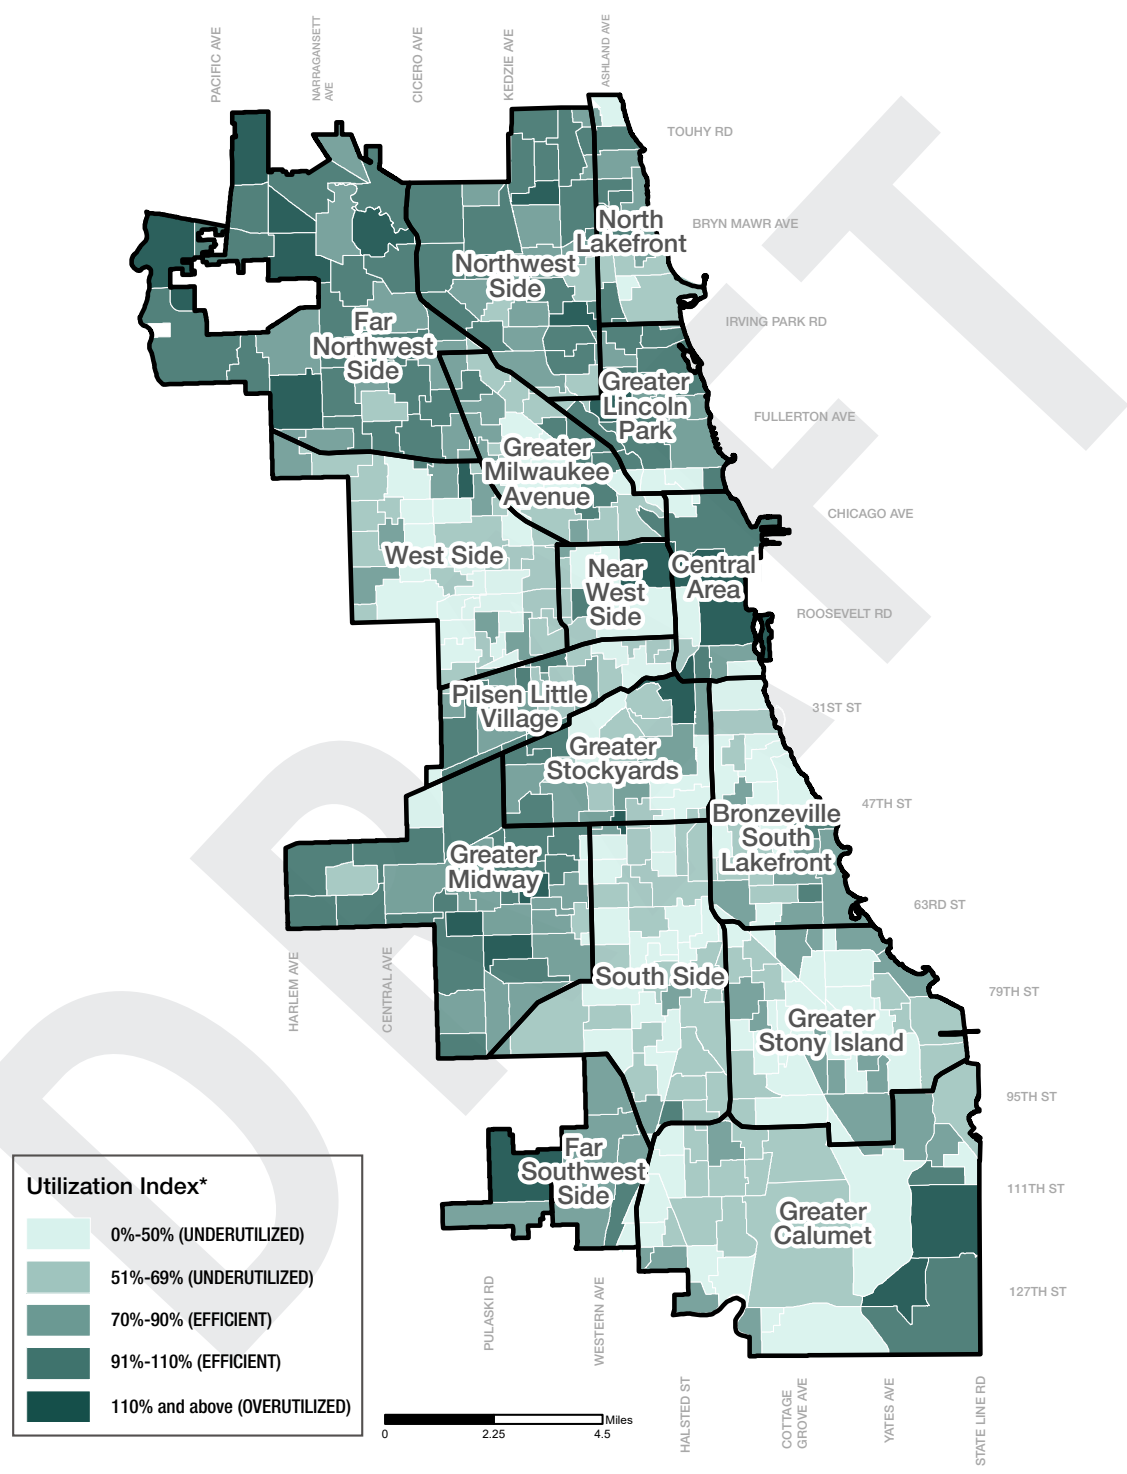 PACIFIC AVE
NARRAGANSETT
AVE
CICERO AVE
KEDZIE AVE
ASHLAND AVE
TOUHY RD
North
Lakefront
BRYN MAWR AVE
Northwest
Side
IRVING PARK RD
Far
Northwest
Side
Greater
Lincoln
Park
FULLERTON AVE
Greater
Milwaukee
Avenue
CHICAGO AVE
West Side
Near
West
Side
Central
Area
ROOSEVELT RD
Pilsen Little
Village
31ST ST
Greater
Stockyards
47TH ST
Bronzeville
South
Lakefront
Greater
Midway
63RD ST
HARLEM AVE
CENTRAL AVE
South Side
79TH ST
Greater
Stony Island
95TH ST
Far
Southwest
Side
111TH ST
Greater
Calumet
127TH ST
PULASKI RD
WESTERN AVE
HALSTED ST
COTTAGE
GROVE AVE
YATES AVE
STATE LINE RD
Utilization Index*
0%-50% (UNDERUTILIZED)
51%-69% (UNDERUTILIZED)
70%-90% (EFFICIENT)
91%-110% (EFFICIENT)
110% and above (OVERUTILIZED)
Miles
0 2.25 4.5
DRAFT